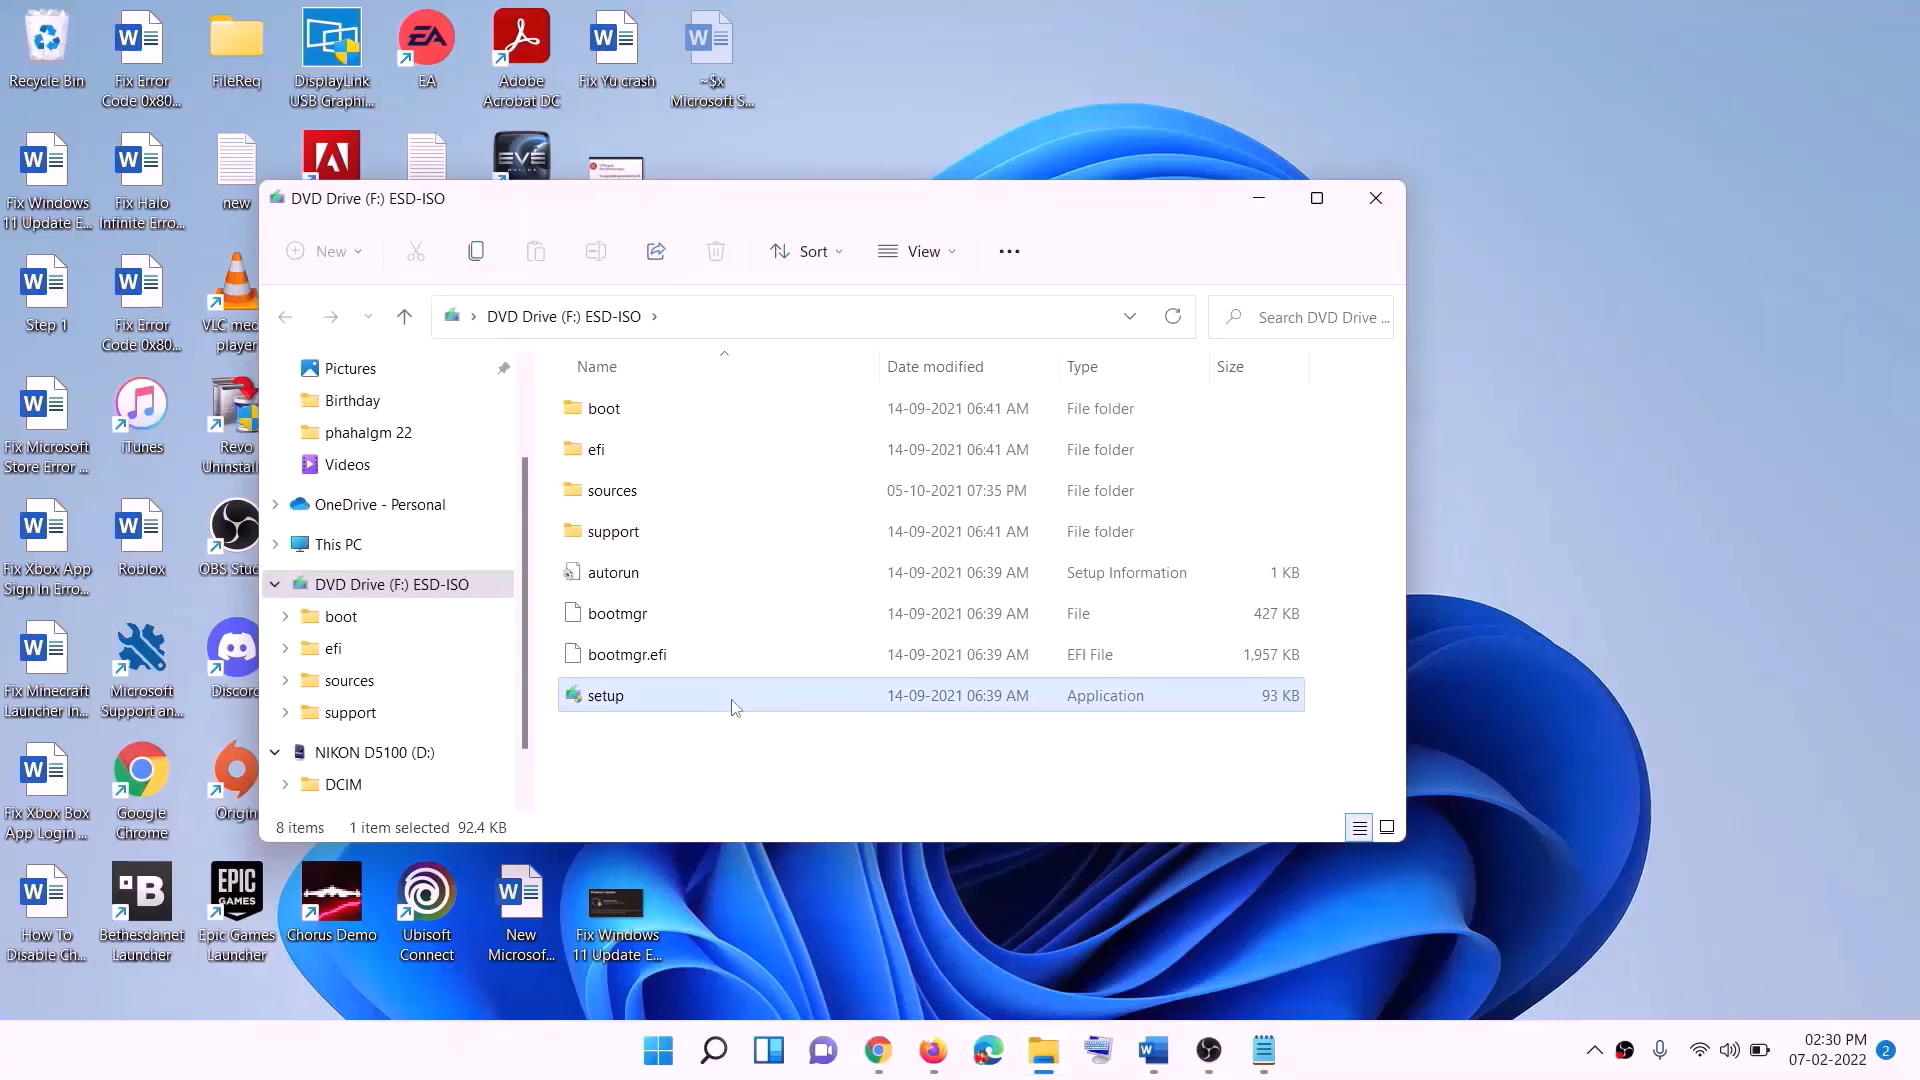 Recycle Bin
Fix Error
Code 0x80...
FileReq
DisplayLink
USB Graphi...
EA
EA
Adobe
Acrobat DC
Fix Yu crash
~$x
Microsoft S...
Fix Windows
11 Update E...
Fix Halo
Infinite Erro...
new
EVE
ONLINE
Step 1
Fix Error
Code 0x80...
VLC med
player
Fix Microsoft
Store Error ...
iTunes
Revo
Uninstall
Fix Xbox App
Sign In Erro...
Roblox
OBS Stud
Fix Minecraft
Launcher In...
Microsoft
Support an...
Discord
Fix Xbox Box
App Login ...
Google
Chrome
Origin
How To
Disable Ch...
Bethesda.net
Launcher
EPIC
GAMES
Epic Games
Launcher
Chorus Demo
Ubisoft
Connect
New
Microsof...
Fix Windows
11 Update E...
DVD Drive (F:) ESD-ISO
New
Sort
View
DVD Drive (F:) ESD-ISO
Search DVD Drive ...
Pictures
Birthday
phahalgm 22
Videos
OneDrive - Personal
This PC
DVD Drive (F:) ESD-ISO
boot
efi
sources
support
NIKON D5100 (D:)
DCIM
Name Date modified Type Size
boot 14-09-2021 06:41 AM File folder
efi 14-09-2021 06:41 AM File folder
sources 05-10-2021 07:35 PM File folder
support 14-09-2021 06:41 AM File folder
autorun 14-09-2021 06:39 AM Setup Information 1 KB
bootmgr 14-09-2021 06:39 AM File 427 KB
bootmgr.efi 14-09-2021 06:39 AM EFI File 1,957 KB
setup 14-09-2021 06:39 AM Application 93 KB
8 items 1 item selected 92.4 KB
02:30 PM
07-02-2022
2